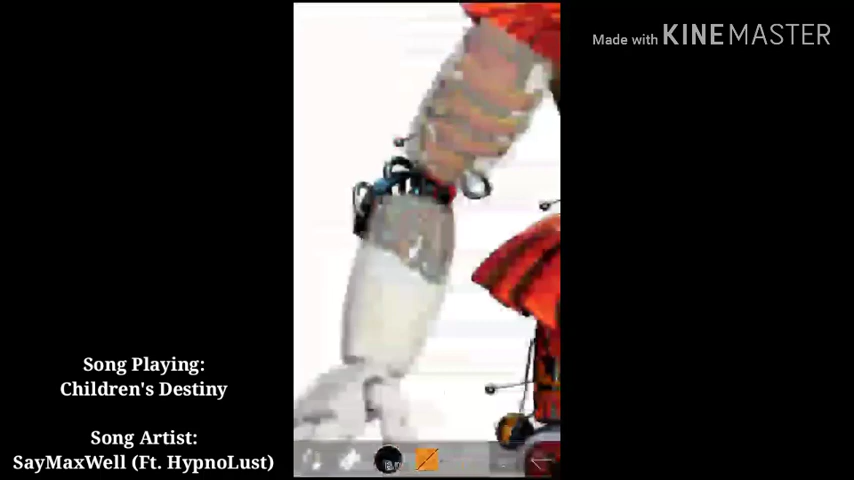 Made with KINEMASTER
Song Playing:
Children's Destiny
Song Artist:
SayMaxWell (Ft. HypnoLust)